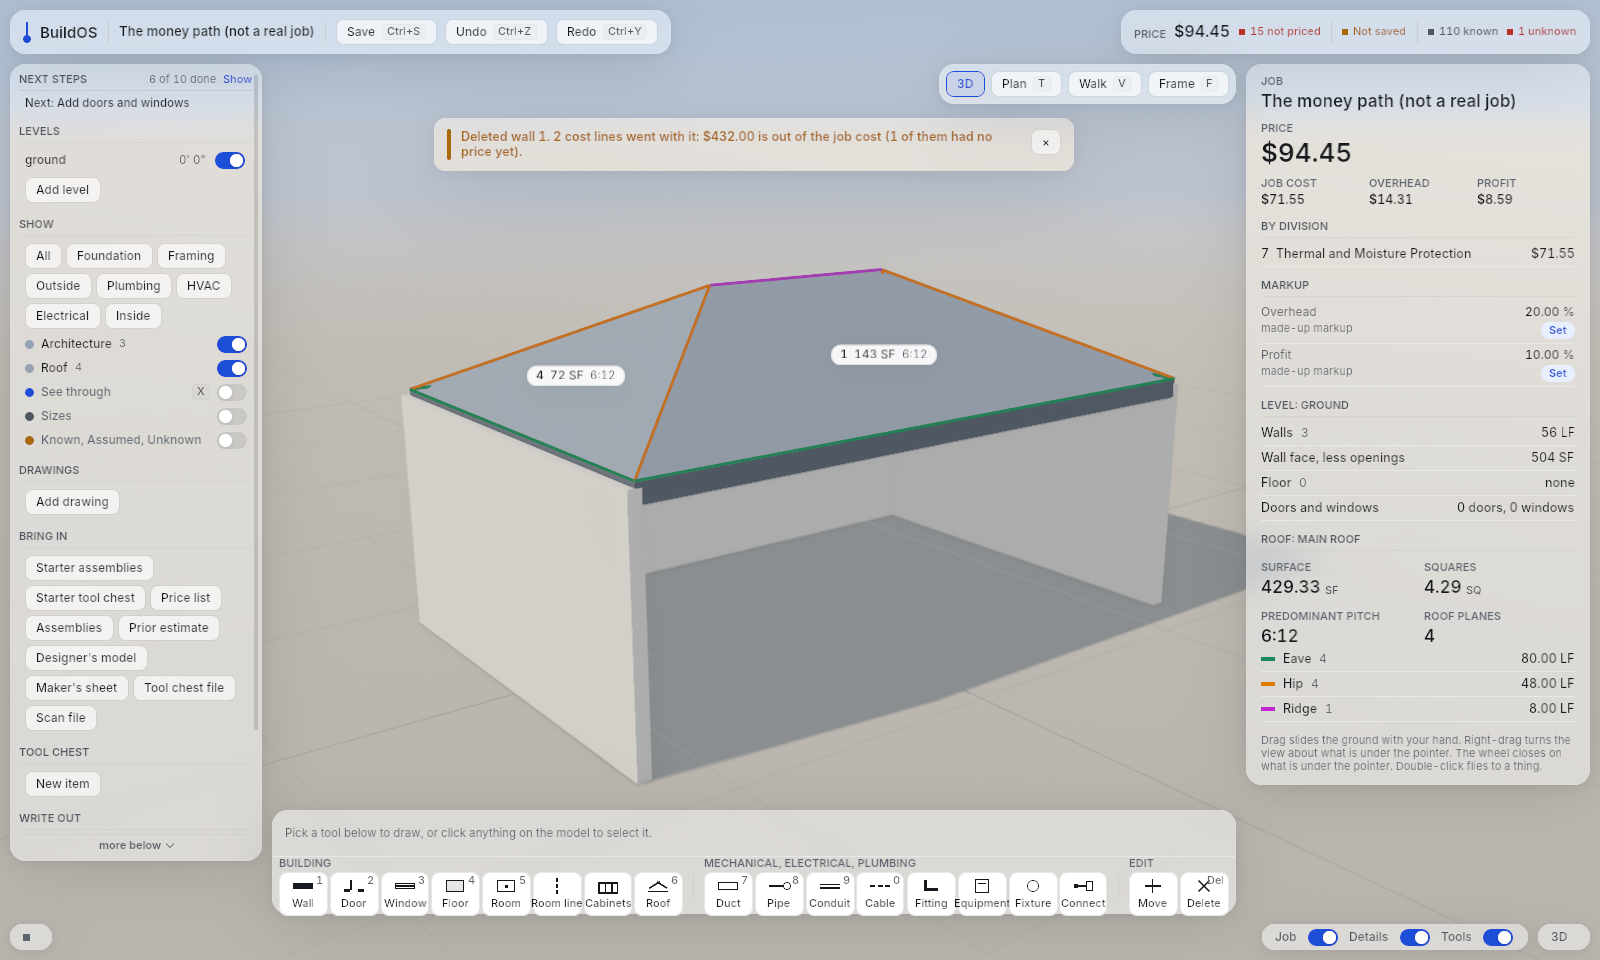 BuildOS
The money path (not a real job)
Save Ctrl+S
Undo Ctrl+Z
Redo Ctrl+Y
PRICE $94.45
15 not priced
Not saved
110 known
1 unknown
NEXT STEPS 6 of 10 done Show
Next: Add doors and windows
LEVELS
ground 0' 0"
Add level
SHOW
All Foundation Framing
Outside Plumbing HVAC
Electrical Inside
Architecture 3
Roof 4
See through X
Sizes
Known, Assumed, Unknown
DRAWINGS
Add drawing
BRING IN
Starter assemblies
Starter tool chest Price list
Assemblies Prior estimate
Designer's model
Maker's sheet Tool chest file
Scan file
TOOL CHEST
New item
WRITE OUT
more below
3D Plan T Walk V Frame F
Deleted wall 1. 2 cost lines went with it: $432.00 is out of the job cost (1 of them had no
price yet).
×
4 72 SF 6:12
1 143 SF 6:12
JOB
The money path (not a real job)
PRICE
$94.45
JOB COST OVERHEAD PROFIT
$71.55 $14.31 $8.59
BY DIVISION
7 Thermal and Moisture Protection $71.55
MARKUP
Overhead 20.00 %
made-up markup Set
Profit 10.00 %
made-up markup Set
LEVEL: GROUND
Walls 3 56 LF
Wall face, less openings 504 SF
Floor 0 none
Doors and windows 0 doors, 0 windows
ROOF: MAIN ROOF
SURFACE SQUARES
429.33 SF 4.29 SQ
PREDOMINANT PITCH ROOF PLANES
6:12 4
Eave 4 80.00 LF
Hip 4 48.00 LF
Ridge 1 8.00 LF
Drag slides the ground with your hand. Right-drag turns the
view about what is under the pointer. The wheel closes on
what is under the pointer. Double-click flies to a thing.
Pick a tool below to draw, or click anything on the model to select it.
BUILDING MECHANICAL, ELECTRICAL, PLUMBING EDIT
1 2 3 4 5 6 7 8 9 0 Del
Wall Door Window Floor Room Room line Cabinets Roof Duct Pipe Conduit Cable Fitting Equipment Fixture Connect Move Delete
Job Details Tools 3D